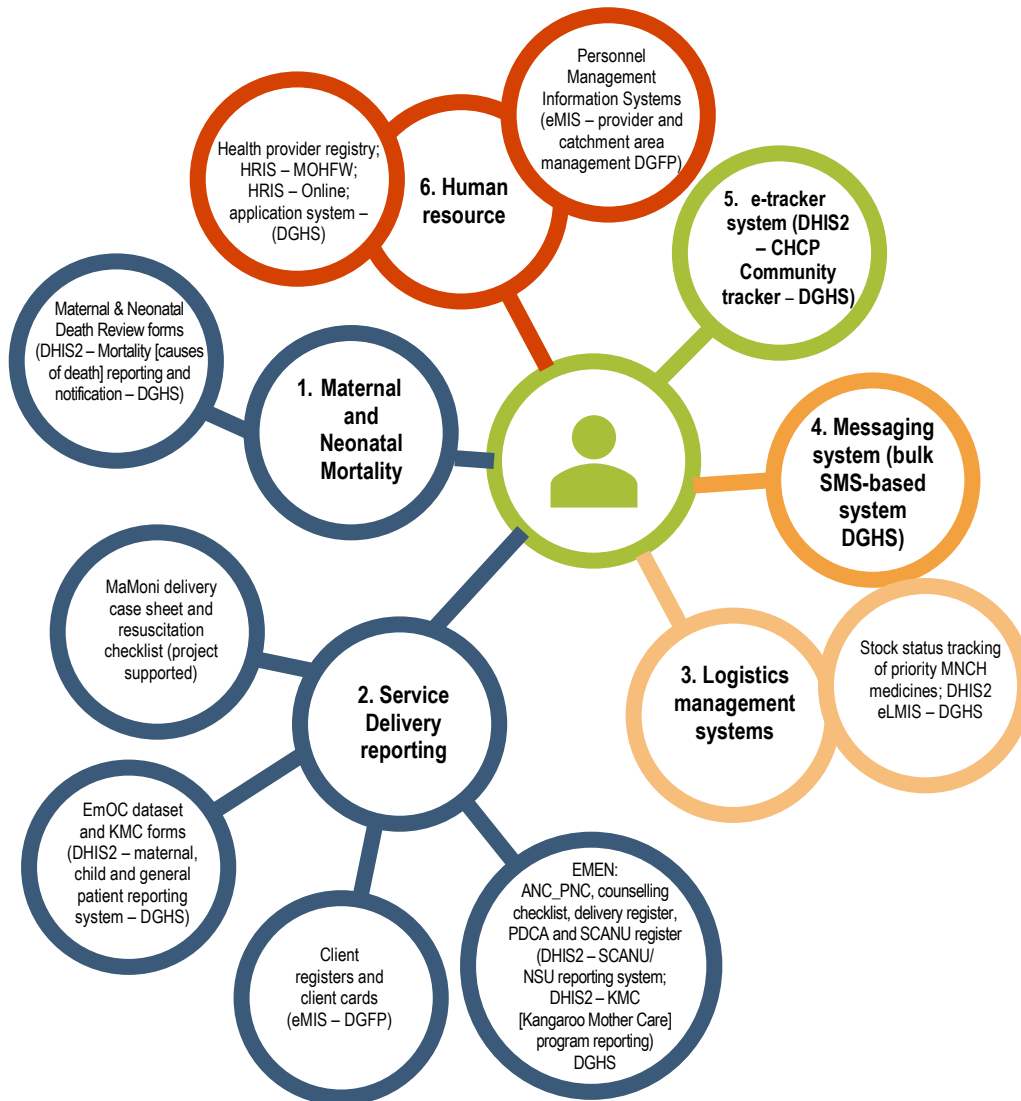 Personnel
Management
Information Systems
(eMIS – provider and
catchment area
management DGFP)
Health provider registry;
HRIS – MOHFW;
HRIS – Online;
application system –
(DGHS)
6. Human
resource
5. e-tracker
system (DHIS2
– CHCP
Community
tracker – DGHS)
Maternal & Neonatal
Death Review forms
(DHIS2 – Mortality [causes
of death] reporting and
notification – DGHS)
1. Maternal
and
Neonatal
Mortality
4. Messaging
system (bulk
SMS-based
system
DGHS)
MaMoni delivery
case sheet and
resuscitation
checklist (project
supported)
2. Service
Delivery
reporting
3. Logistics
management
systems
Stock status tracking
of priority MNCH
medicines; DHIS2
eLMIS – DGHS
EmOC dataset
and KMC forms
(DHIS2 – maternal,
child and general
patient reporting
system – DGHS)
Client
registers and
client cards
(eMIS – DGFP)
EMEN:
ANC_PNC, counselling
checklist, delivery register,
PDCA and SCANU register
(DHIS2 – SCANU/
NSU reporting system;
DHIS2 – KMC
[Kangaroo Mother Care]
program reporting)
DGHS